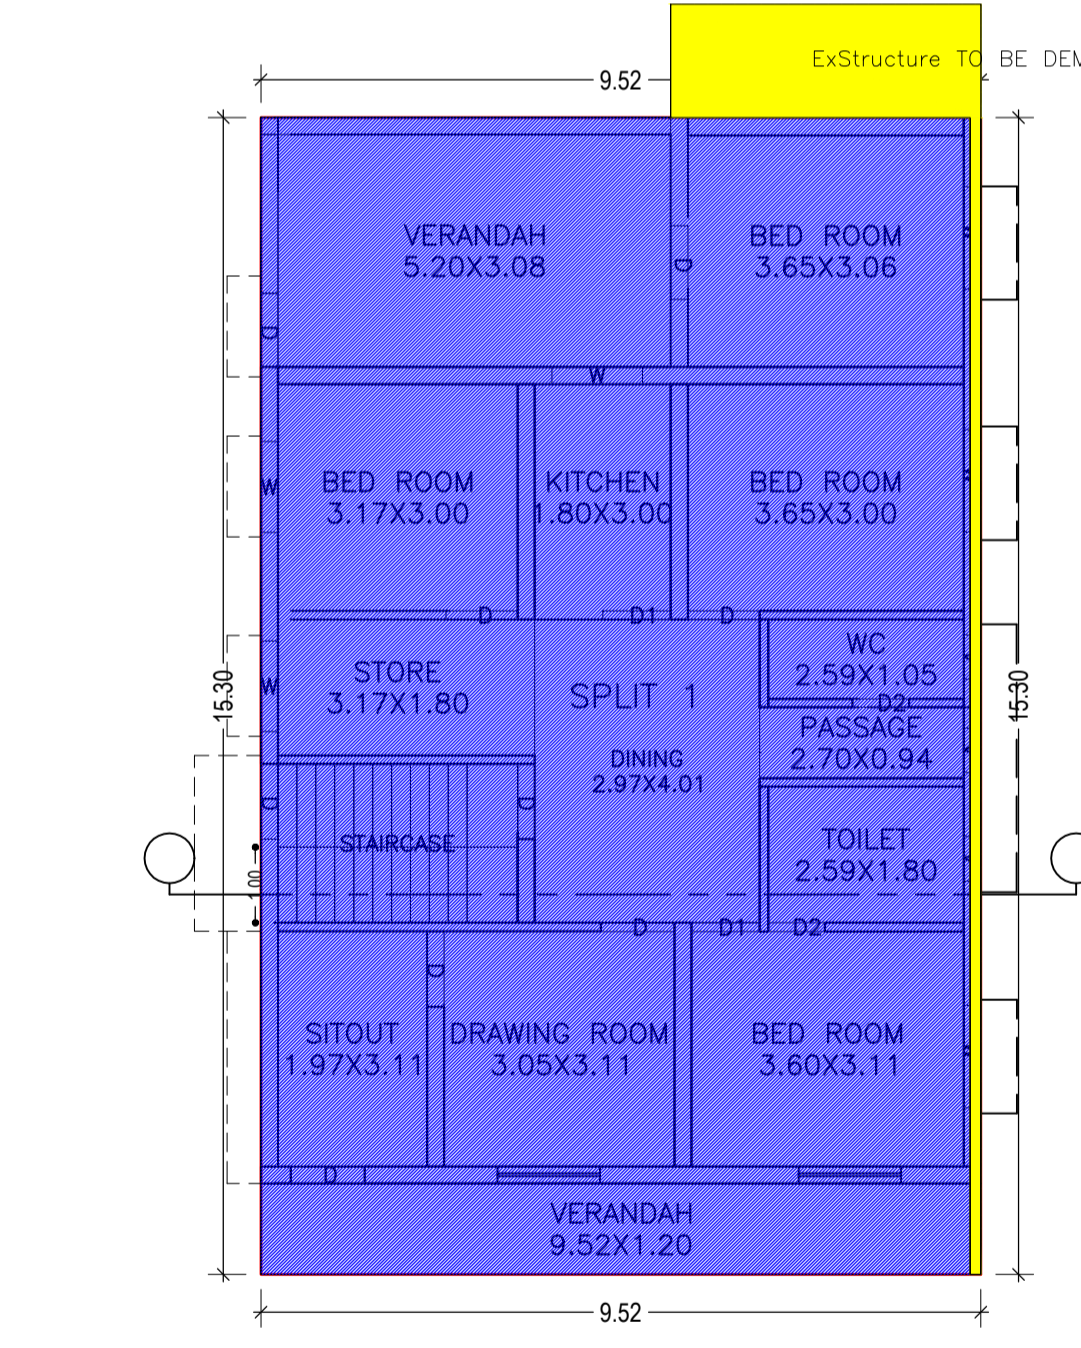 ExStructure TO BE DEM
9.52
VERANDAH
5.20X3.08
BED ROOM
3.65X3.06
D
D
W
BED ROOM
3.17X3.00
KITCHEN
1.80X3.00
BED ROOM
3.65X3.00
W
D
D1
D
WC
2.59X1.05
STORE
3.17X1.80
SPLIT 1
W
15.30
15.30
D2
PASSAGE
2.70X0.94
DINING
2.97X4.01
D
D
STAIRCASE
TOILET
2.59X1.80
1.00
D
D1
D2
D
SITOUT
1.97X3.11
DRAWING ROOM
3.05X3.11
BED ROOM
3.60X3.11
D
VERANDAH
9.52X1.20
9.52